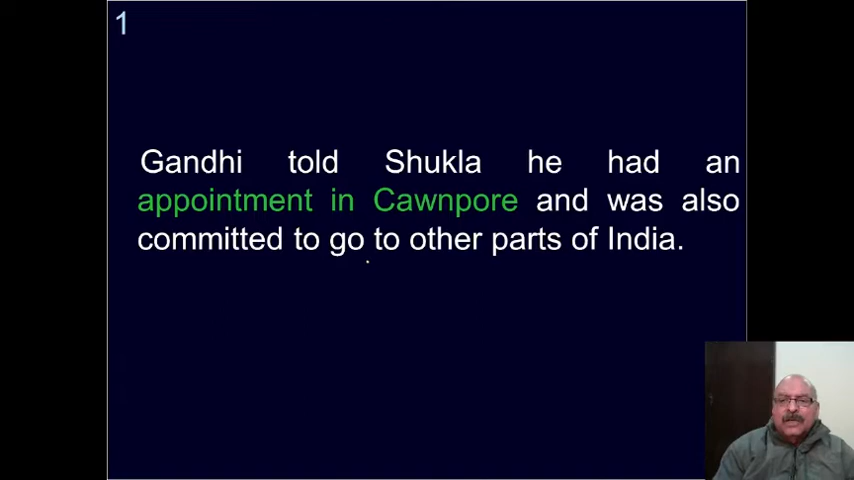 1
Gandhi told Shukla he had an
appointment in Cawnpore and was also
committed to go to other parts of India.